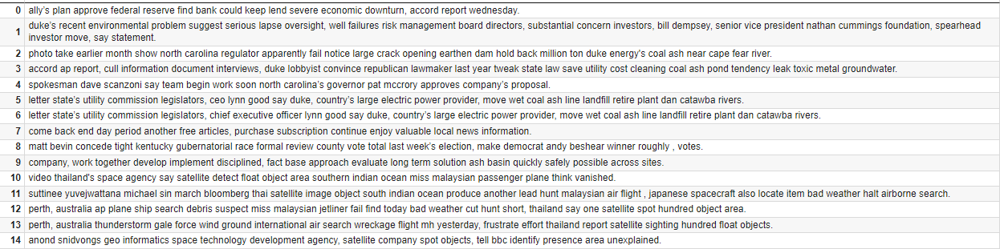 0 ally's plan approve federal reserve find bank could keep lend severe economic downturn, accord report wednesday.
1 duke's recent environmental problem suggest serious lapse oversight, well failures risk management board directors, substantial concern investors, bill dempsey, senior vice president nathan cummings foundation, spearhead
investor move, say statement.
2 photo take earlier month show north carolina regulator apparently fail notice large crack opening earthen dam hold back million ton duke energy's coal ash near cape fear river.
3 accord ap report, cull information document interviews, duke lobbyist convince republican lawmaker last year tweak state law save utility cost cleaning coal ash pond tendency leak toxic metal groundwater.
4 spokesman dave scanzoni say team begin work soon north carolina's governor pat mccrory approves company's proposal.
5 letter state's utility commission legislators, ceo lynn good say duke, country's large electric power provider, move wet coal ash line landfill retire plant dan catawba rivers.
6 letter state's utility commission legislators, chief executive officer lynn good say duke, country's large electric power provider, move wet coal ash line landfill retire plant dan catawba rivers.
7 come back end day period another free articles, purchase subscription continue enjoy valuable local news information.
8 matt bevin concede tight kentucky gubernatorial race formal review county vote total last week's election, make democrat andy beshear winner roughly , votes.
9 company, work together develop implement disciplined, fact base approach evaluate long term solution ash basin quickly safely possible across sites.
10 video thailand's space agency say satellite detect float object area southern indian ocean miss malaysian passenger plane think vanished.
11 suttinee yuvejwattana michael sin march bloomberg thai satellite image object south indian ocean produce another lead hunt malaysian air flight , japanese spacecraft also locate item bad weather halt airborne search.
12 perth, australia ap plane ship search debris suspect miss malaysian jetliner fail find today bad weather cut hunt short, thailand say one satellite spot hundred object area.
13 perth, australia thunderstorm gale force wind ground international air search wreckage flight mh yesterday, frustrate effort thailand report satellite sighting hundred float objects.
14 anond snidvongs geo informatics space technology development agency, satellite company spot objects, tell bbc identify presence area unexplained.